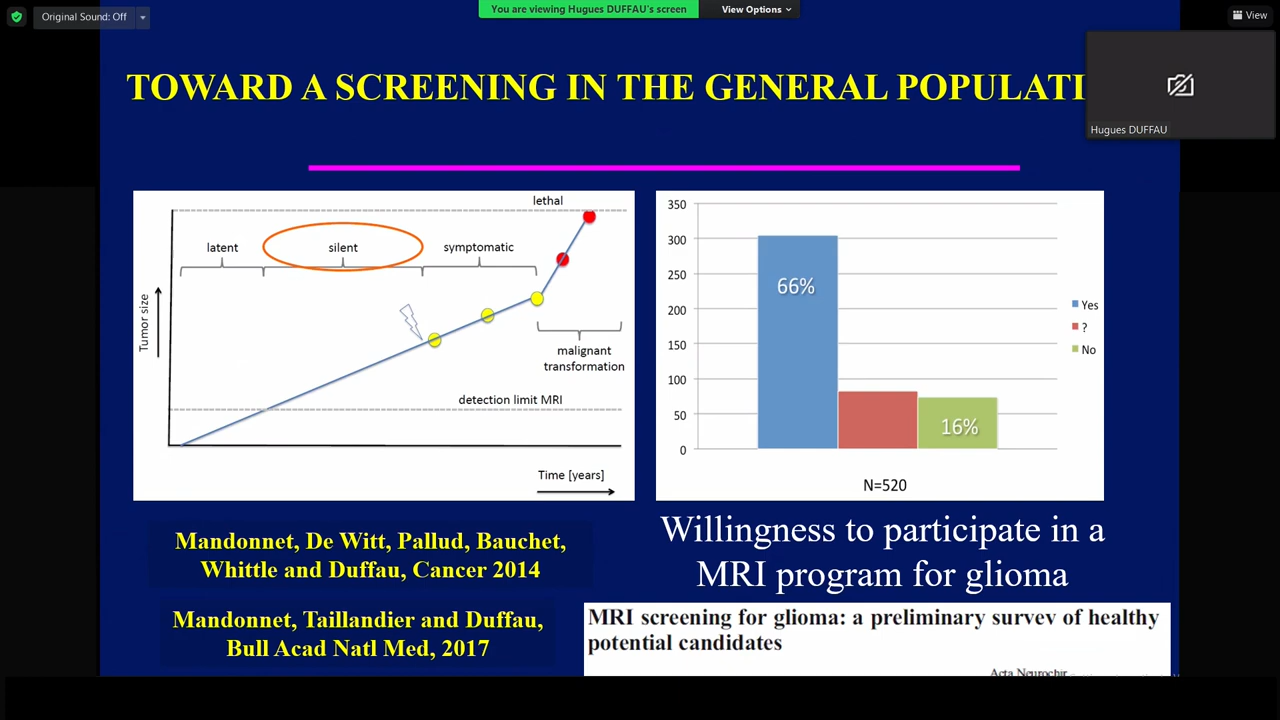 Original Sound: Off
You are viewing Hugues DUFFAU's screen
View Options
View
TOWARD A SCREENING IN THE GENERAL POPULATI
Hugues DUFFAU
lethal
latent
silent
symptomatic
Tumor size
malignant
transformation
detection limit MRI
Time [years]
350
300
250
200
150
100
50
0
66%
16%
Yes
?
No
N=520
Mandonnet, De Witt, Pallud, Bauchet,
Whittle and Duffau, Cancer 2014
Mandonnet, Taillandier and Duffau,
Bull Acad Natl Med, 2017
Willingness to participate in a
MRI program for glioma
MRI screening for glioma: a preliminary survey of healthy
potential candidates
Acta Neurochir